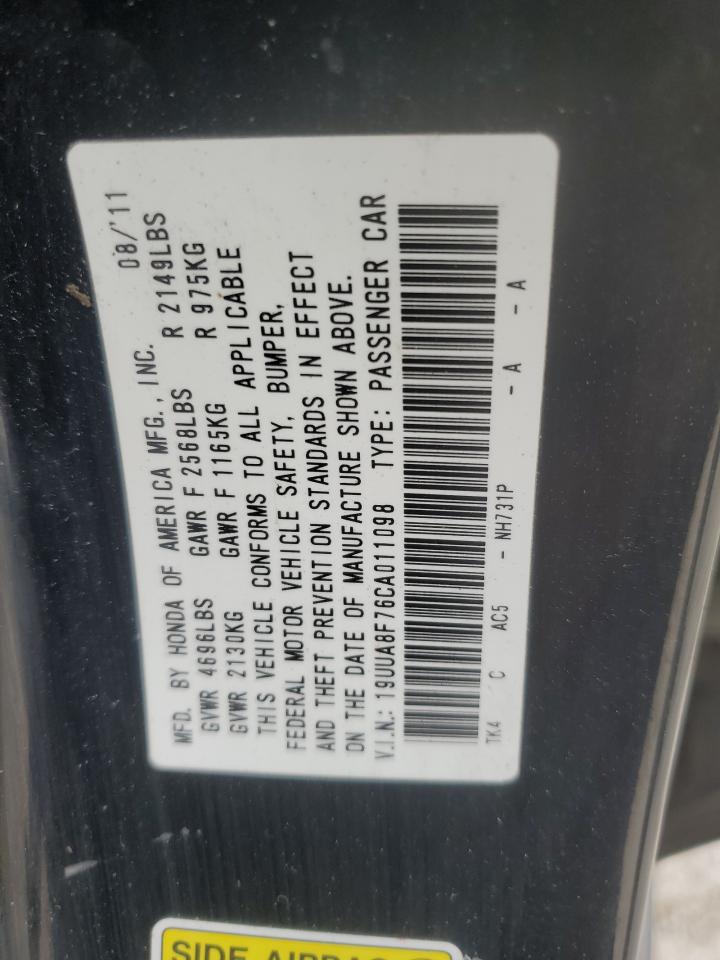 MFD. BY HONDA OF AMERICA MFG., INC. 08/'11
GVWR 4696LBS GAWR F 2568LBS R 2149LBS
GVWR 2130KG GAWR F 1165KG R 975KG
THIS VEHICLE CONFORMS TO ALL APPLICABLE
FEDERAL MOTOR VEHICLE SAFETY, BUMPER,
AND THEFT PREVENTION STANDARDS IN EFFECT
ON THE DATE OF MANUFACTURE SHOWN ABOVE.
V.I.N.: 19UUA8F76CA011098 TYPE: PASSENGER CAR
TK4 C AC5 - NH731P - A - A
SIDE AIRBAG